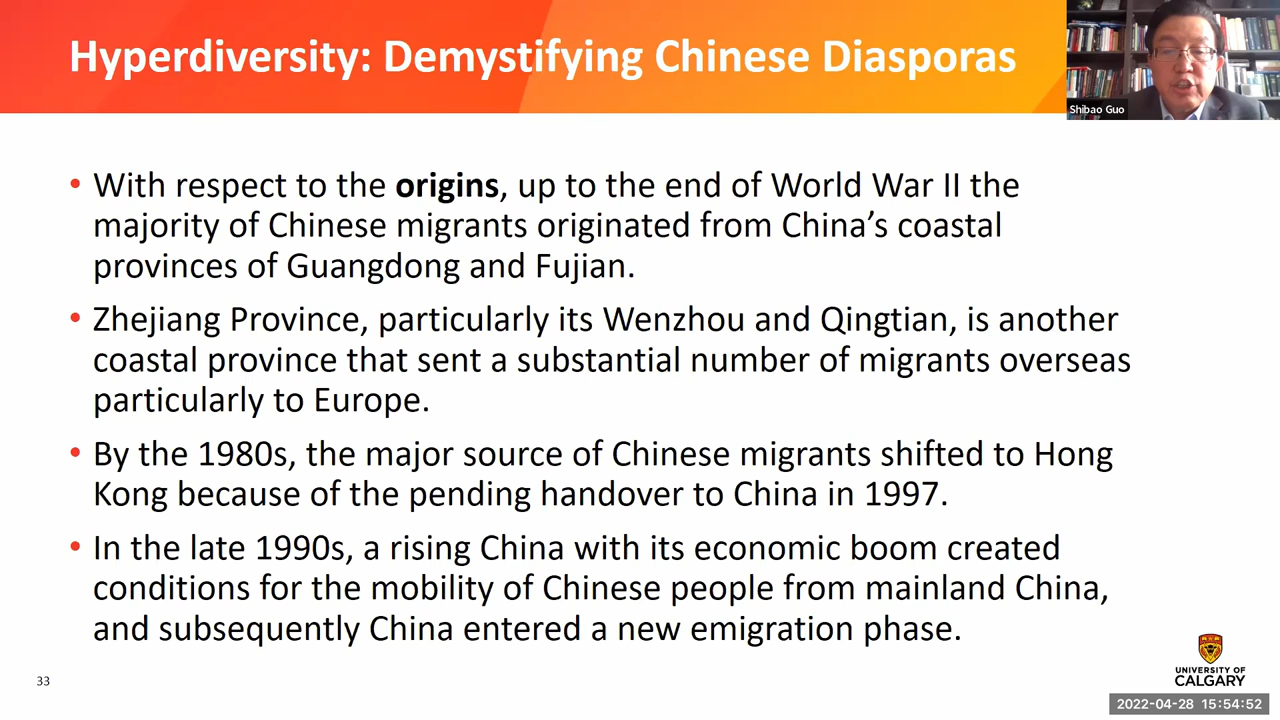 Hyperdiversity: Demystifying Chinese Diasporas
Shibao Guo
• With respect to the origins, up to the end of World War II the
majority of Chinese migrants originated from China’s coastal
provinces of Guangdong and Fujian.
• Zhejiang Province, particularly its Wenzhou and Qingtian, is another
coastal province that sent a substantial number of migrants overseas
particularly to Europe.
• By the 1980s, the major source of Chinese migrants shifted to Hong
Kong because of the pending handover to China in 1997.
• In the late 1990s, a rising China with its economic boom created
conditions for the mobility of Chinese people from mainland China,
and subsequently China entered a new emigration phase.
33
UNIVERSITY OF
CALGARY
2022-04-28 15:54:52